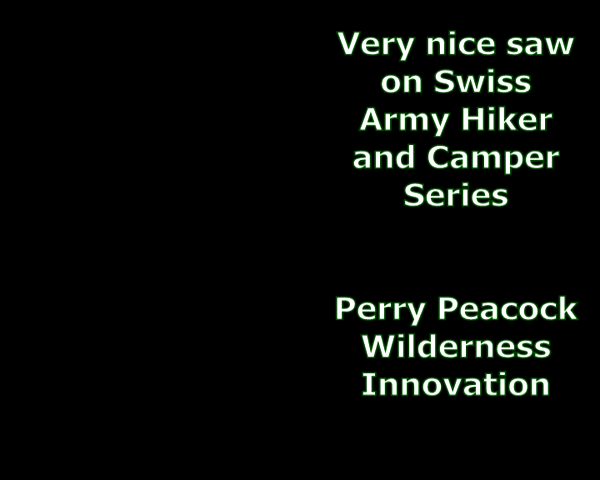 Very nice saw
on Swiss
Army Hiker
and Camper
Series
Perry Peacock
Wilderness
Innovation